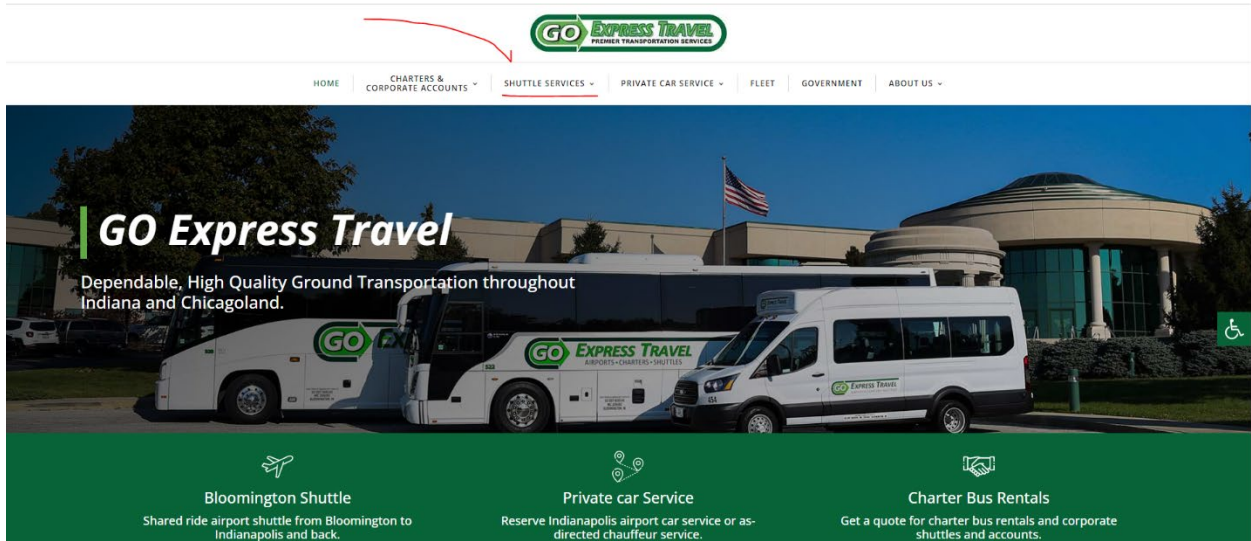 GO EXPRESS TRAVEL
PREMIER TRANSPORTATION SERVICES
HOME
CHARTERS &
CORPORATE ACCOUNTS
SHUTTLE SERVICES
PRIVATE CAR SERVICE
FLEET
GOVERNMENT
ABOUT US
GO Express Travel
Dependable, High Quality Ground Transportation throughout
Indiana and Chicagoland.
GO EX
GO EXPRESS TRAVEL
AIRPORTS • CHARTERS • SHUTTLES
GO EXPRESS TRAVEL
45A
Bloomington Shuttle
Shared ride airport shuttle from Bloomington to
Indianapolis and back.
Private car Service
Reserve Indianapolis airport car service or as-
directed chauffeur service.
Charter Bus Rentals
Get a quote for charter bus rentals and corporate
shuttles and accounts.